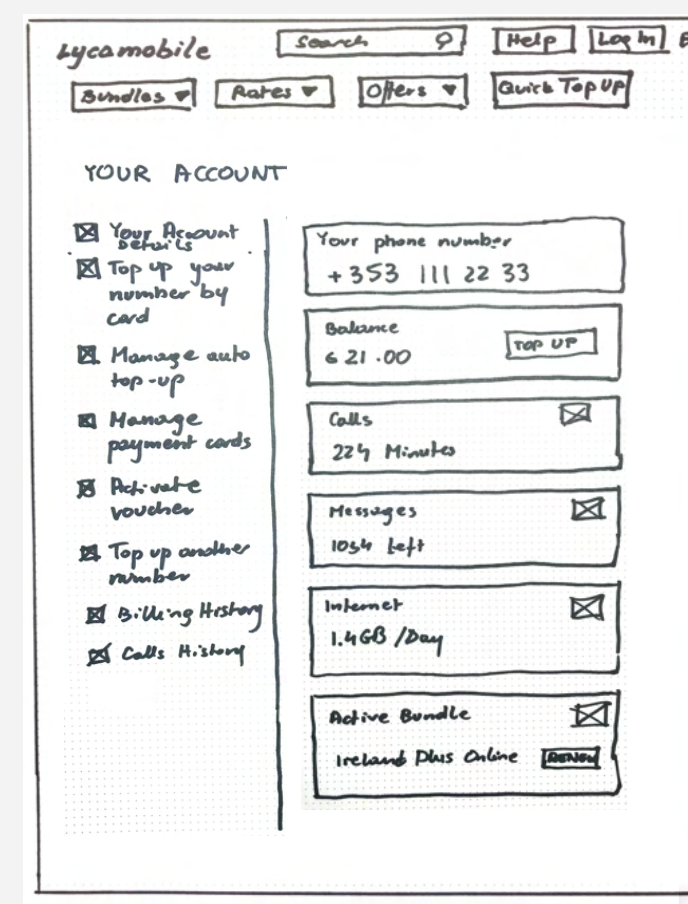 Lycamobile
Search
Help
Log In
E
Bundles
Rates
Offers
Quick Top Up
YOUR ACCOUNT
Your Account
Details
Top up your
number by
card
Manage auto
top-up
Manage
payment cards
Activate
voucher
Top up another
number
Billing History
Calls History
Your phone number
+353 111 22 33
Balance
€ 21.00
TOP UP
Calls
224 Minutes
Messages
1034 Left
Internet
1.4GB /Day
Active Bundle
Ireland Plus Online
RENEW